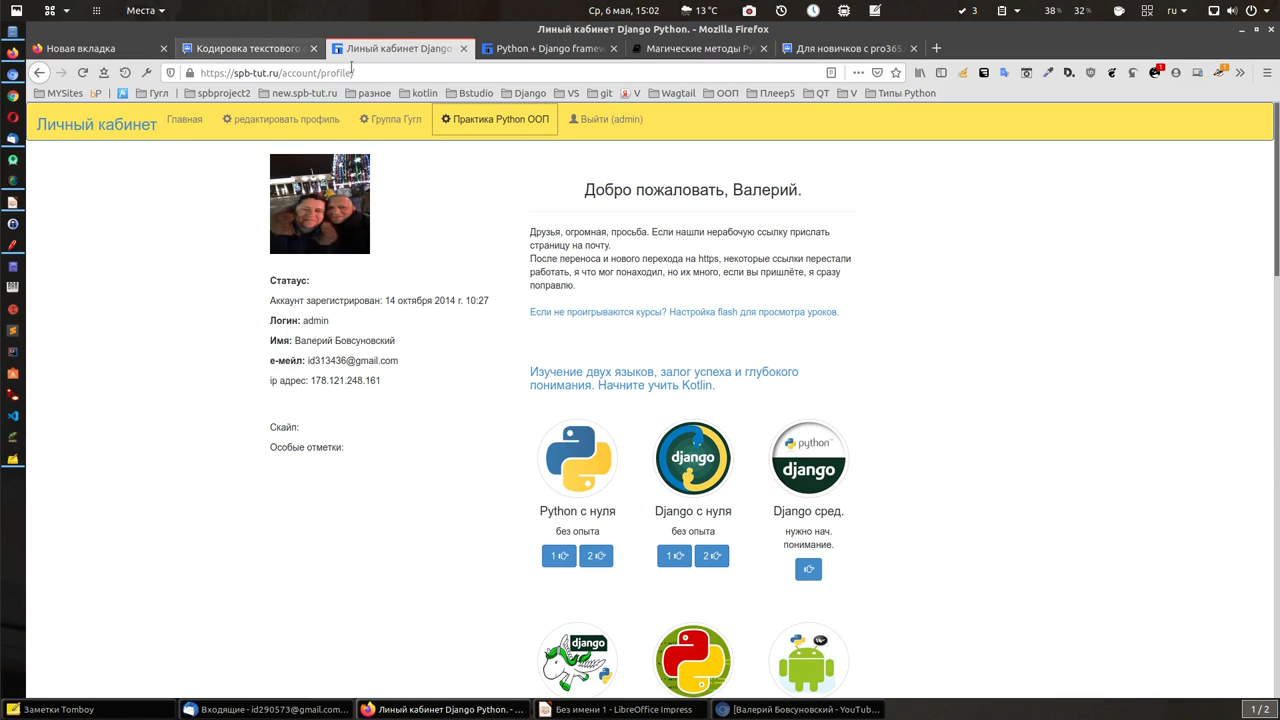 Места
Ср, 6 мая, 15:02
13 °C
3
38 %
32 %
ru
Линый кабинет Django Python. - Mozilla Firefox
Новая вкладка
Кодировка текстового
Линый кабинет Django
Python + Django framew
Магические методы Py
Для новичков с pro365.
https://spb-tut.ru/account/profile/
MYSites
bP
Гугл
spbproject2
new.spb-tut.ru
разное
kotlin
Bstudio
Django
VS
git
V
Wagtail
ООП
Плеер5
QT
V
Типы Python
Личный кабинет
Главная
редактировать профиль
Группа Гугл
Практика Python ООП
Выйти (admin)
Добро пожаловать, Валерий.
Друзья, огромная, просьба. Если нашли нерабочую ссылку прислать
страницу на почту.
После переноса и нового перехода на https, некоторые ссылки перестали
работать, я что мог понаходил, но их много, если вы пришлёте, я сразу
поправлю.
Если не проигрываются курсы? Настройка flash для просмотра уроков.
Статаус:
Аккаунт зарегистрирован: 14 октября 2014 г. 10:27
Логин: admin
Имя: Валерий Бовсуновский
е-мейл: id313436@gmail.com
ip адрес: 178.121.248.161
Скайп:
Особые отметки:
Изучение двух языков, залог успеха и глубокого
понимания. Начните учить Kotlin.
django
python
django
Python с нуля
Django с нуля
Django сред.
без опыта
без опыта
нужно нач.
понимание.
1
2
1
2
django
Заметки Tomboy
Входящие - id290573@gmail.com...
Линый кабинет Django Python. - ...
Без имени 1 - LibreOffice Impress
[Валерий Бовсуновский - YouTub...
1 / 2